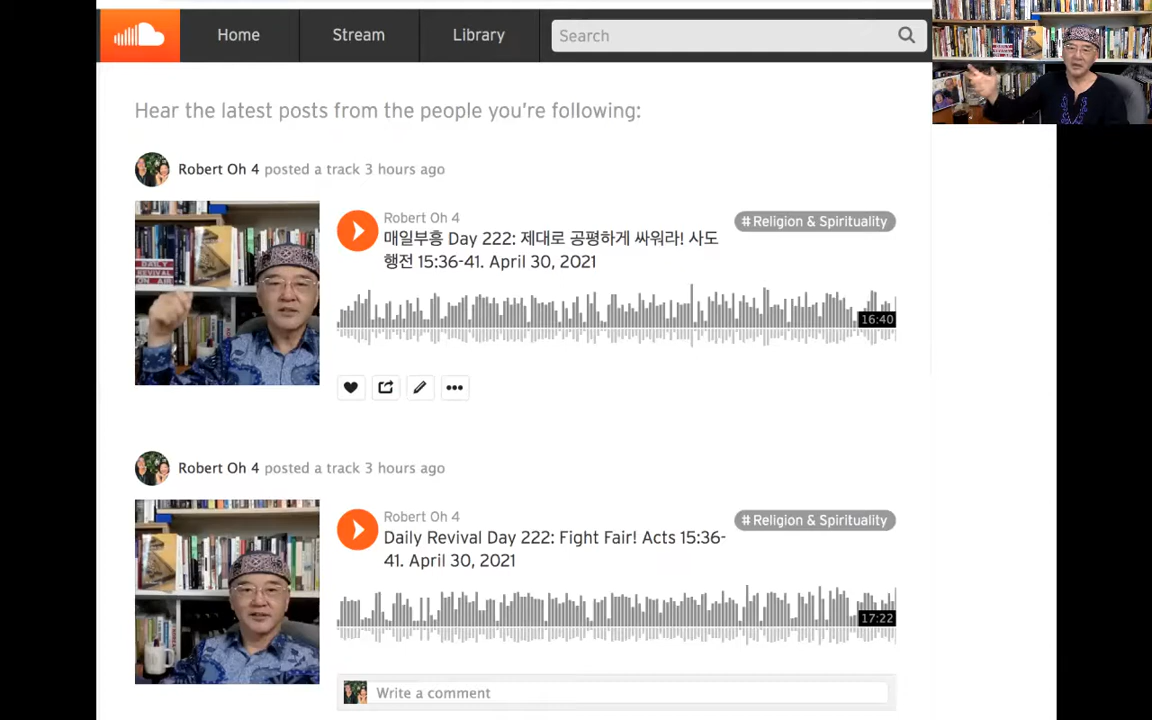 Home
Stream
Library
Search
Hear the latest posts from the people you're following:
Robert Oh 4 posted a track 3 hours ago
Robert Oh 4
# Religion & Spirituality
매일부흥 Day 222: 제대로 공평하게 싸워라! 사도
행전 15:36-41. April 30, 2021
16:40
DAILY
REVIVAL
ON AIR
Robert Oh 4 posted a track 3 hours ago
Robert Oh 4
# Religion & Spirituality
Daily Revival Day 222: Fight Fair! Acts 15:36-
41. April 30, 2021
17:22
Write a comment